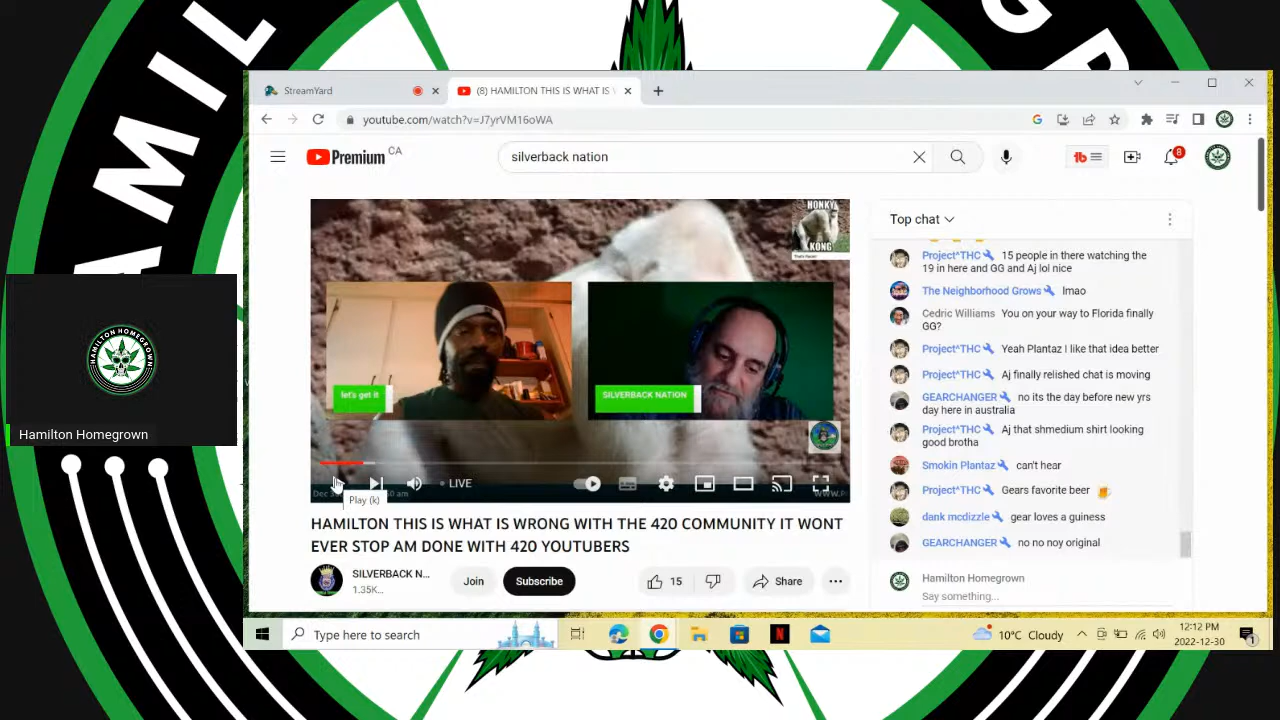 AMIL
G R
StreamYard
(8) HAMILTON THIS IS WHAT IS
youtube.com/watch?v=J7yrVM16oWA
Premium CA
silverback nation
8
HONKY
KONG
let's get it
SILVERBACK NATION
LIVE
Play (k)
HAMILTON THIS IS WHAT IS WRONG WITH THE 420 COMMUNITY IT WONT
EVER STOP AM DONE WITH 420 YOUTUBERS
SILVERBACK N...
1.35K...
Join
Subscribe
15
Share
Top chat
Project^THC 15 people in there watching the
19 in here and GG and Aj lol nice
The Neighborhood Grows lmao
Cedric Williams You on your way to Florida finally
GG?
Project^THC Yeah Plantaz I like that idea better
Project^THC Aj finally relished chat is moving
GEARCHANGER no its the day before new yrs
day here in australia
Project^THC Aj that shmedium shirt looking
good brotha
Smokin Plantaz can't hear
Project^THC Gears favorite beer
dank mcdizzle gear loves a guiness
GEARCHANGER no no noy original
Hamilton Homegrown
Say something...
HAMILTON HOMEGROWN
Hamilton Homegrown
Type here to search
10°C Cloudy
12:12 PM
2022-12-30
1